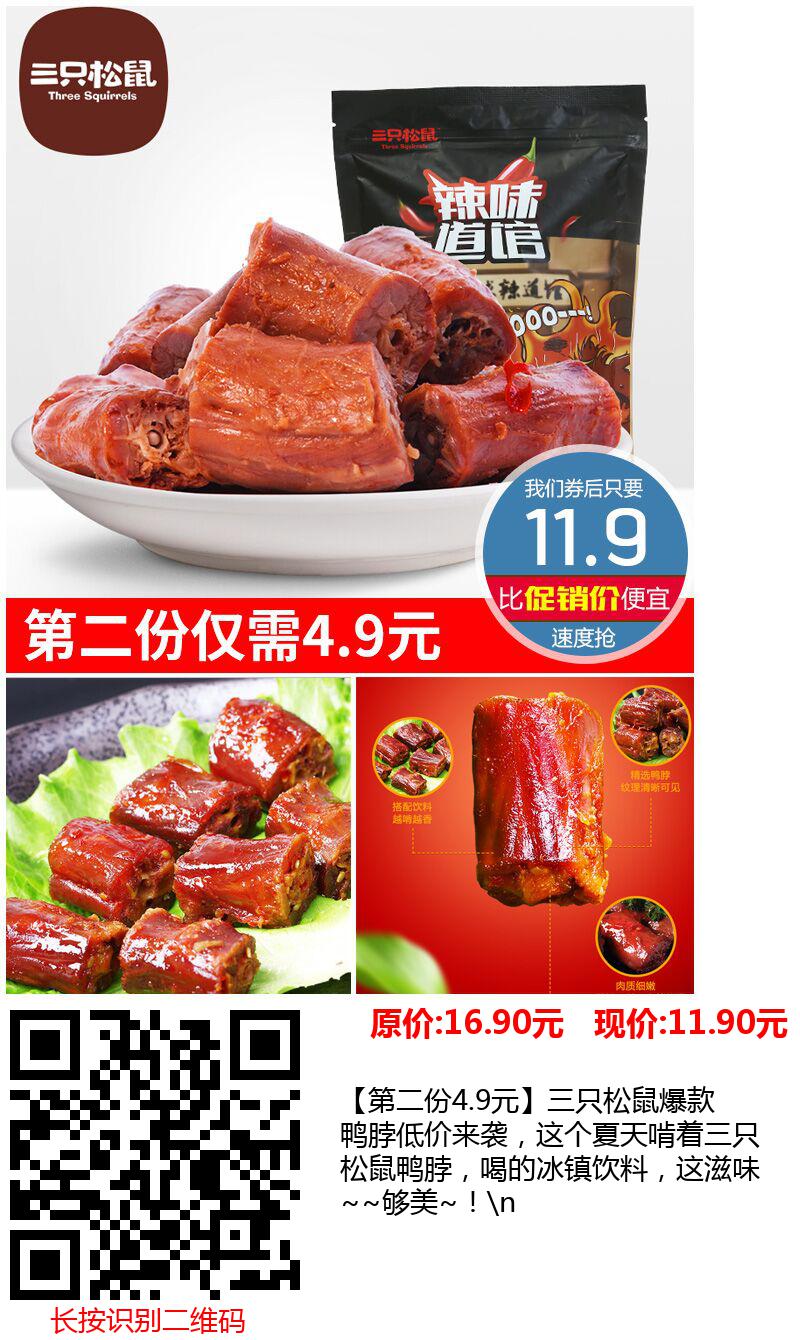 三只松鼠
Three Squirrels
三只松鼠
Three Squirrels
辣味
道馆
辣道馆
OOO---!
我们券后只要
11.9
比促销价便宜
速度抢
第二份仅需4.9元
搭配饮料
越啃越香
精选鸭脖
纹理清晰可见
肉质细嫩
原价:16.90元 现价:11.90元
【第二份4.9元】三只松鼠爆款
鸭脖低价来袭，这个夏天啃着三只
松鼠鸭脖，喝的冰镇饮料，这滋味
~~够美~！\n
长按识别二维码